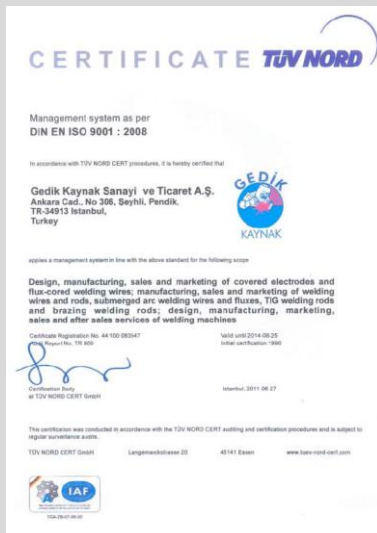 CERTIFICATE TÜV NORD
Management system as per
DIN EN ISO 9001 : 2008
In accordance with TÜV NORD CERT procedures, it is hereby certified that
Gedik Kaynak Sanayi ve Ticaret A.Ş.
Ankara Cad., No 306, Şeyhli, Pendik.
TR-34913 Istanbul,
Turkey
GEDİK
KAYNAK
applies a management system in line with the above standard for the following scope
Design, manufacturing, sales and marketing of covered electrodes and
flux-cored welding wires; manufacturing, sales and marketing of welding
wires and rods, submerged arc welding wires and fluxes, TIG welding rods
and brazing welding rods; design, manufacturing, marketing,
sales and after sales services of welding machines
Certificate Registration No. 44 100 083547
Valid until 2014-08-25
Audit Report No. TR 809
Initial certification 1996
Certification Body
at TÜV NORD CERT GmbH
Istanbul, 2011-08-27
This certification was conducted in accordance with the TÜV NORD CERT auditing and certification procedures and is subject to
regular surveillance audits.
TÜV NORD CERT GmbH
Langemarckstrasse 20
45141 Essen
www.tuev-nord-cert.com
IAF